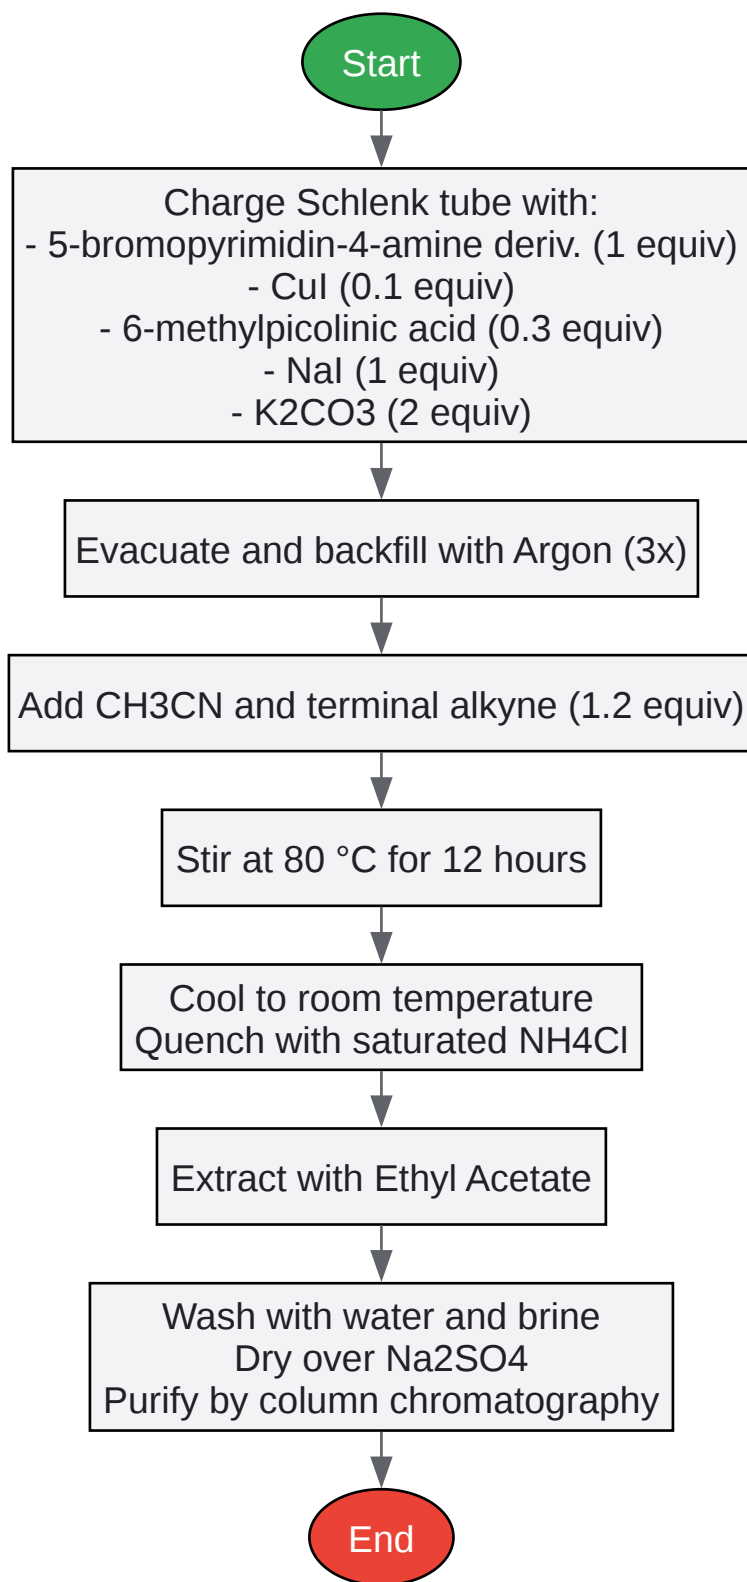 Start
Charge Schlenk tube with:
- 5-bromopyrimidin-4-amine deriv. (1 equiv)
- CuI (0.1 equiv)
- 6-methylpicolinic acid (0.3 equiv)
- NaI (1 equiv)
- K2CO3 (2 equiv)
Evacuate and backfill with Argon (3x)
Add CH3CN and terminal alkyne (1.2 equiv)
Stir at 80 °C for 12 hours
Cool to room temperature
Quench with saturated NH4Cl
Extract with Ethyl Acetate
Wash with water and brine
Dry over Na2SO4
Purify by column chromatography
End